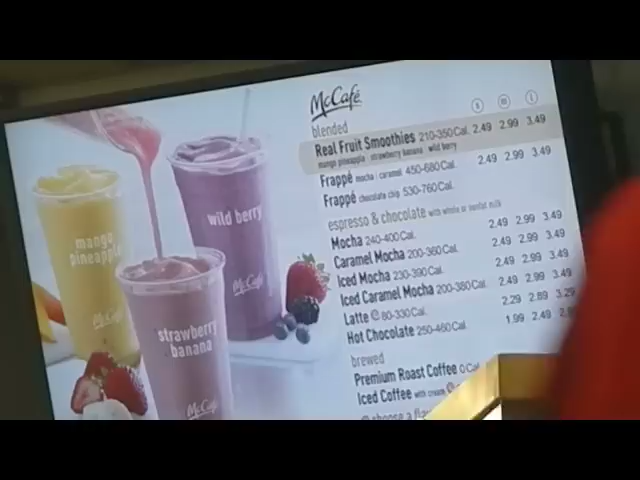 McCafé
blended
S M L
Real Fruit Smoothies 210-350 Cal. 2.49 2.99 3.49
mango pineapple strawberry banana wild berry
Frappé mocha caramel 450-680 Cal. 2.49 2.99 3.49
Frappé chocolate chip 530-760 Cal.
espresso & chocolate with whole or nonfat milk
Mocha 240-400 Cal. 2.49 2.99 3.49
Caramel Mocha 200-360 Cal. 2.49 2.99 3.49
Iced Mocha 230-390 Cal. 2.49 2.99 3.49
Iced Caramel Mocha 200-380 Cal. 2.49 2.99 3.49
Latte 80-330 Cal. 2.29 2.89 3.29
Hot Chocolate 250-460 Cal. 1.99 2.49
brewed
Premium Roast Coffee 0 Cal.
Iced Coffee with cream
choose a
mango
pineapple
McCafé
wild berry
McCafé
strawberry
banana
McCafé